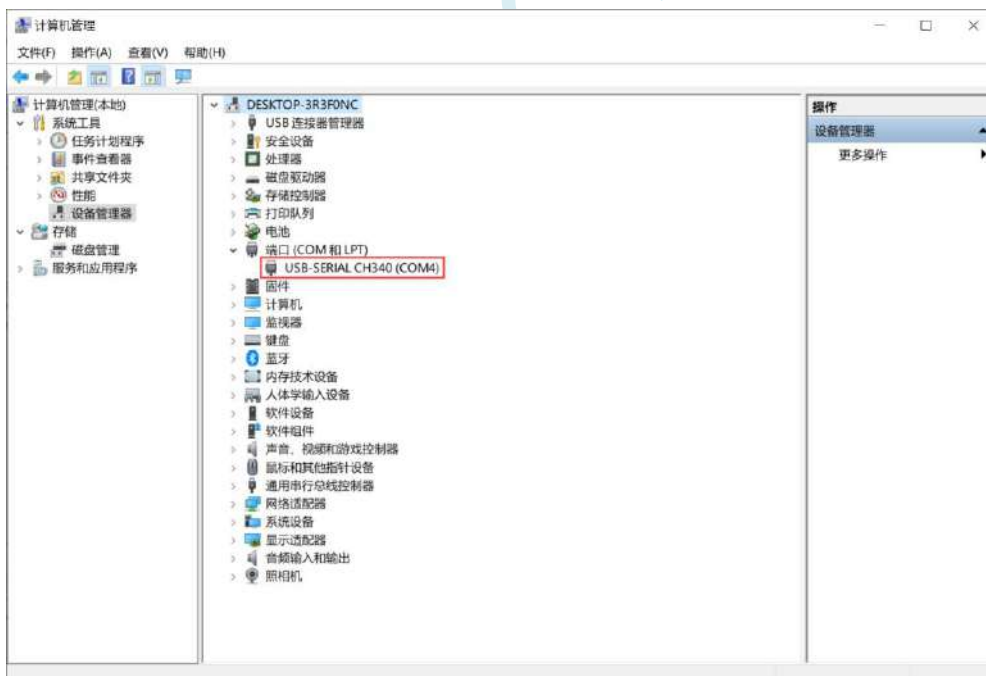 计算机管理
文件(F) 操作(A) 查看(V) 帮助(H)
计算机管理(本地)
系统工具
任务计划程序
事件查看器
共享文件夹
性能
设备管理器
存储
磁盘管理
服务和应用程序
DESKTOP-3R3F0NC
USB 连接器管理器
安全设备
处理器
磁盘驱动器
存储控制器
打印队列
电池
端口 (COM 和 LPT)
USB-SERIAL CH340 (COM4)
固件
计算机
监视器
键盘
蓝牙
内存技术设备
人体学输入设备
软件设备
软件组件
声音、视频和游戏控制器
鼠标和其他指针设备
通用串行总线控制器
网络适配器
系统设备
显示适配器
音频输入和输出
照相机
操作
设备管理器
更多操作